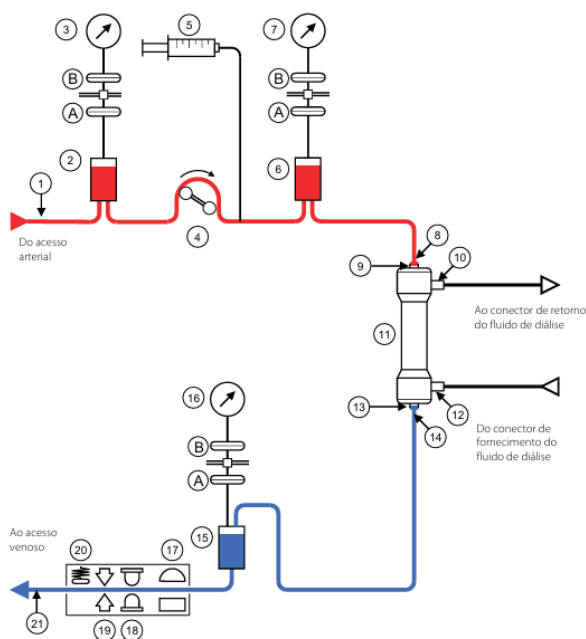 3
5
7
B
B
A
A
2
6
1
4
Do acesso
arterial
8
9
10
Ao conector de retorno
do fluido de diálise
11
16
13
12
14
Do conector de
fornecimento do
fluido de diálise
B
A
15
Ao acesso
venoso
20
17
21
19
18